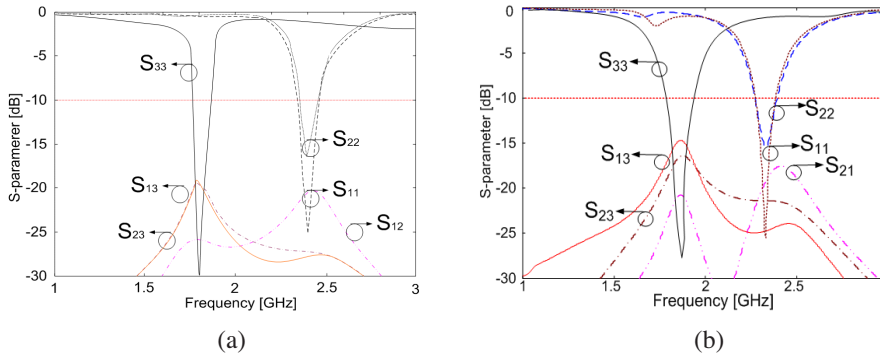 0
-5
-10
-15
-20
-25
-30
S-paramerer [dB]
S33
S22
S13
S11
S23
S12
1
1.5
2
2.5
3
Frequency [GHz]
(a)
0
-5
-10
-15
-20
-25
-30
S-parameter [dB]
S33
S22
S11
S13
S21
S23
1
1.5
2
2.5
Frequency [GHz]
(b)